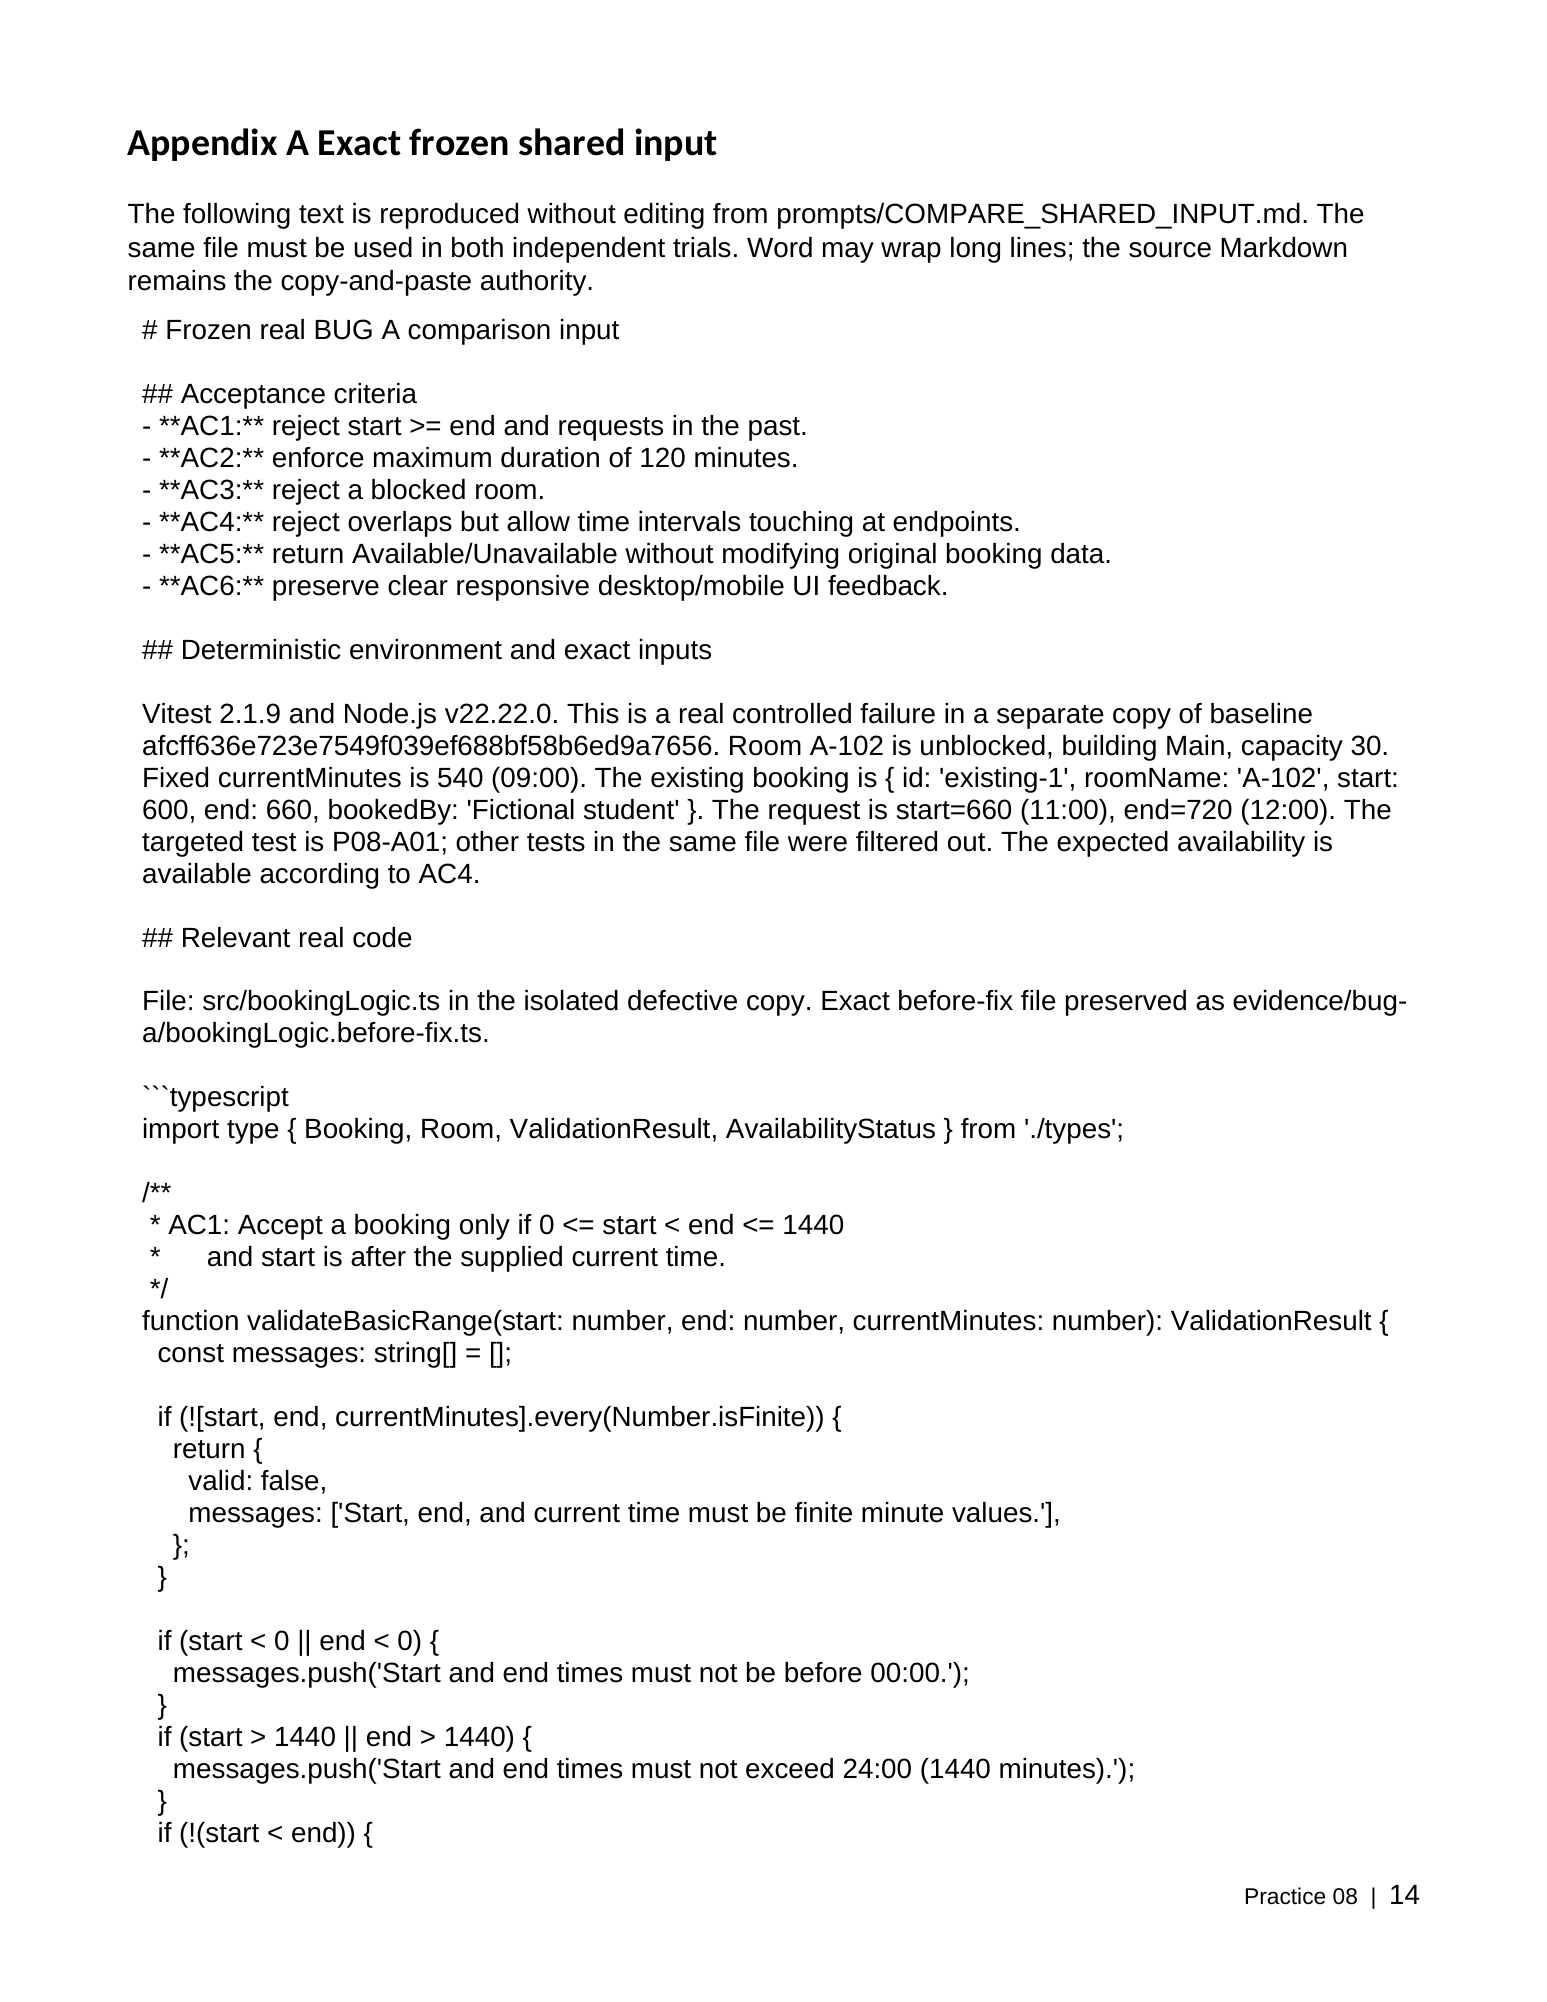 Appendix A Exact frozen shared input
The following text is reproduced without editing from prompts/COMPARE_SHARED_INPUT.md. The
same file must be used in both independent trials. Word may wrap long lines; the source Markdown
remains the copy-and-paste authority.
# Frozen real BUG A comparison input
## Acceptance criteria
- **AC1:** reject start >= end and requests in the past.
- **AC2:** enforce maximum duration of 120 minutes.
- **AC3:** reject a blocked room.
- **AC4:** reject overlaps but allow time intervals touching at endpoints.
- **AC5:** return Available/Unavailable without modifying original booking data.
- **AC6:** preserve clear responsive desktop/mobile UI feedback.
## Deterministic environment and exact inputs
Vitest 2.1.9 and Node.js v22.22.0. This is a real controlled failure in a separate copy of baseline
afcff636e723e7549f039ef688bf58b6ed9a7656. Room A-102 is unblocked, building Main, capacity 30.
Fixed currentMinutes is 540 (09:00). The existing booking is { id: 'existing-1', roomName: 'A-102', start:
600, end: 660, bookedBy: 'Fictional student' }. The request is start=660 (11:00), end=720 (12:00). The
targeted test is P08-A01; other tests in the same file were filtered out. The expected availability is
available according to AC4.
## Relevant real code
File: src/bookingLogic.ts in the isolated defective copy. Exact before-fix file preserved as evidence/bug-
a/bookingLogic.before-fix.ts.
```typescript
import type { Booking, Room, ValidationResult, AvailabilityStatus } from './types';
/**
 * AC1: Accept a booking only if 0 <= start < end <= 1440
 *      and start is after the supplied current time.
 */
function validateBasicRange(start: number, end: number, currentMinutes: number): ValidationResult {
  const messages: string[] = [];
  if (![start, end, currentMinutes].every(Number.isFinite)) {
    return {
      valid: false,
      messages: ['Start, end, and current time must be finite minute values.'],
    };
  }
  if (start < 0 || end < 0) {
    messages.push('Start and end times must not be before 00:00.');
  }
  if (start > 1440 || end > 1440) {
    messages.push('Start and end times must not exceed 24:00 (1440 minutes).');
  }
  if (!(start < end)) {
Practice 08 | 14